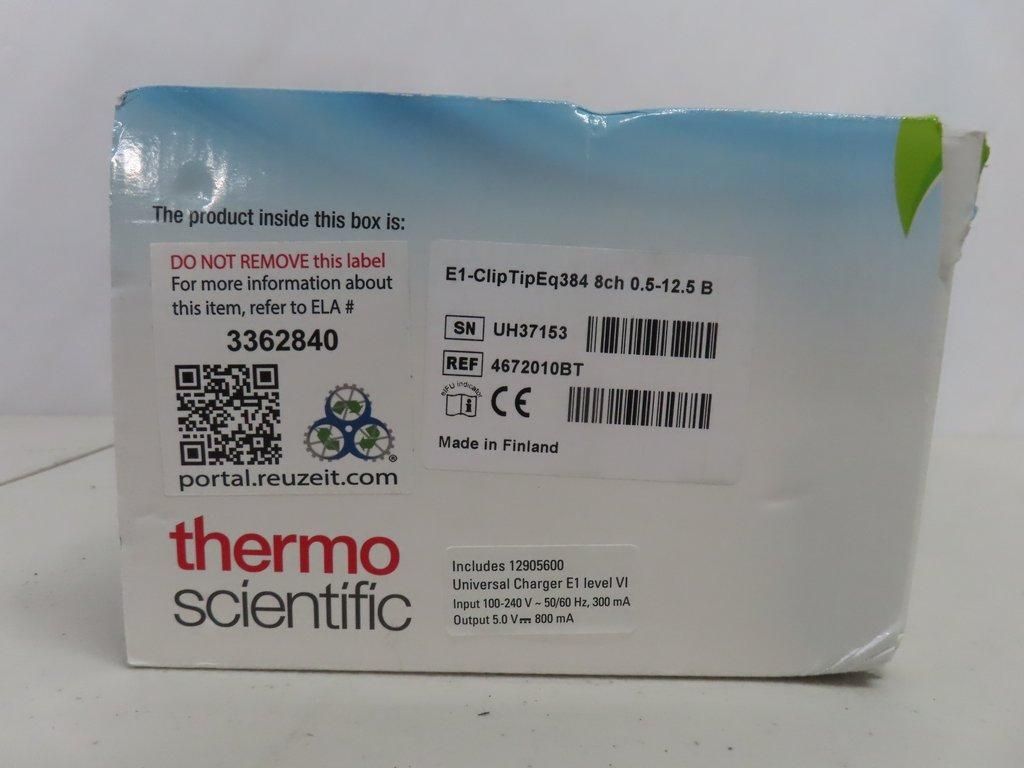 The product inside this box is:
DO NOT REMOVE this label
For more information about
this item, refer to ELA #
3362840
portal.reuzeit.com
®
E1-ClipTipEq384 8ch 0.5-12.5 B
SN UH37153
REF 4672010BT
eIFU indicator
CE
Made in Finland
thermo
scientific
Includes 12905600
Universal Charger E1 level VI
Input 100-240 V ~ 50/60 Hz, 300 mA
Output 5.0 V ⎓ 800 mA